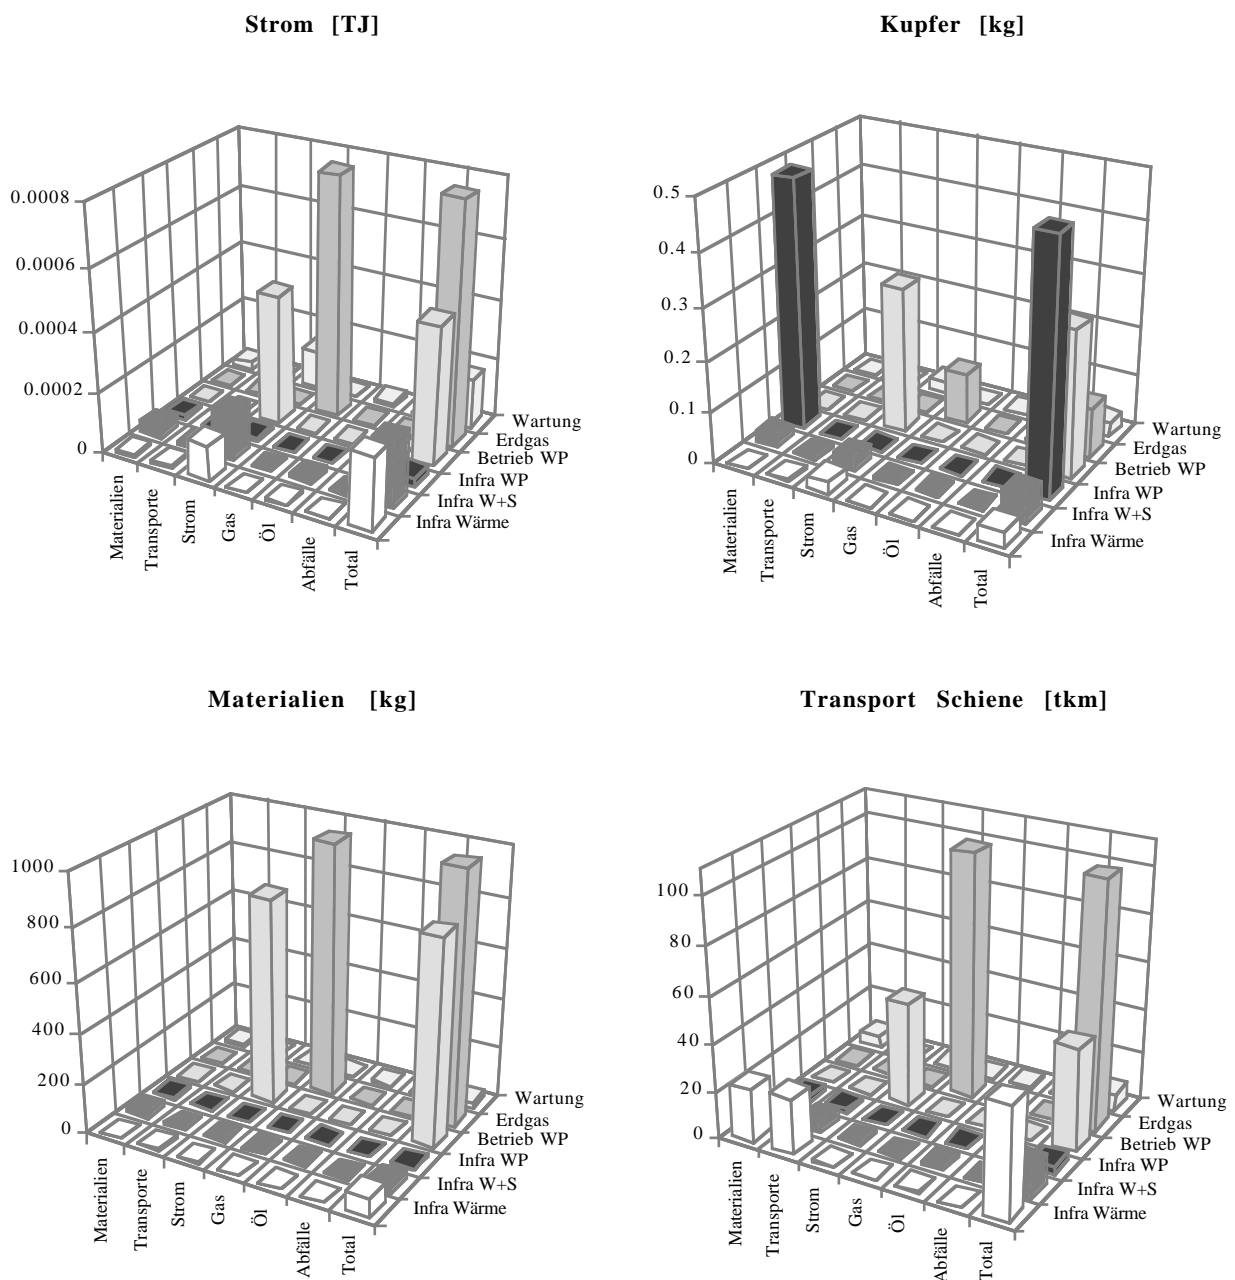 Strom [TJ]
0.0008
0.0006
0.0004
0.0002
0
Materialien
Transporte
Strom
Gas
Öl
Abfälle
Total
Wartung
Erdgas
Betrieb WP
Infra WP
Infra W+S
Infra Wärme
Kupfer [kg]
0.5
0.4
0.3
0.2
0.1
0
Materialien
Transporte
Strom
Gas
Öl
Abfälle
Total
Wartung
Erdgas
Betrieb WP
Infra WP
Infra W+S
Infra Wärme
Materialien [kg]
1000
800
600
400
200
0
Materialien
Transporte
Strom
Gas
Öl
Abfälle
Total
Wartung
Erdgas
Betrieb WP
Infra WP
Infra W+S
Infra Wärme
Transport Schiene [tkm]
100
80
60
40
20
0
Materialien
Transporte
Strom
Gas
Öl
Abfälle
Total
Wartung
Erdgas
Betrieb WP
Infra WP
Infra W+S
Infra Wärme